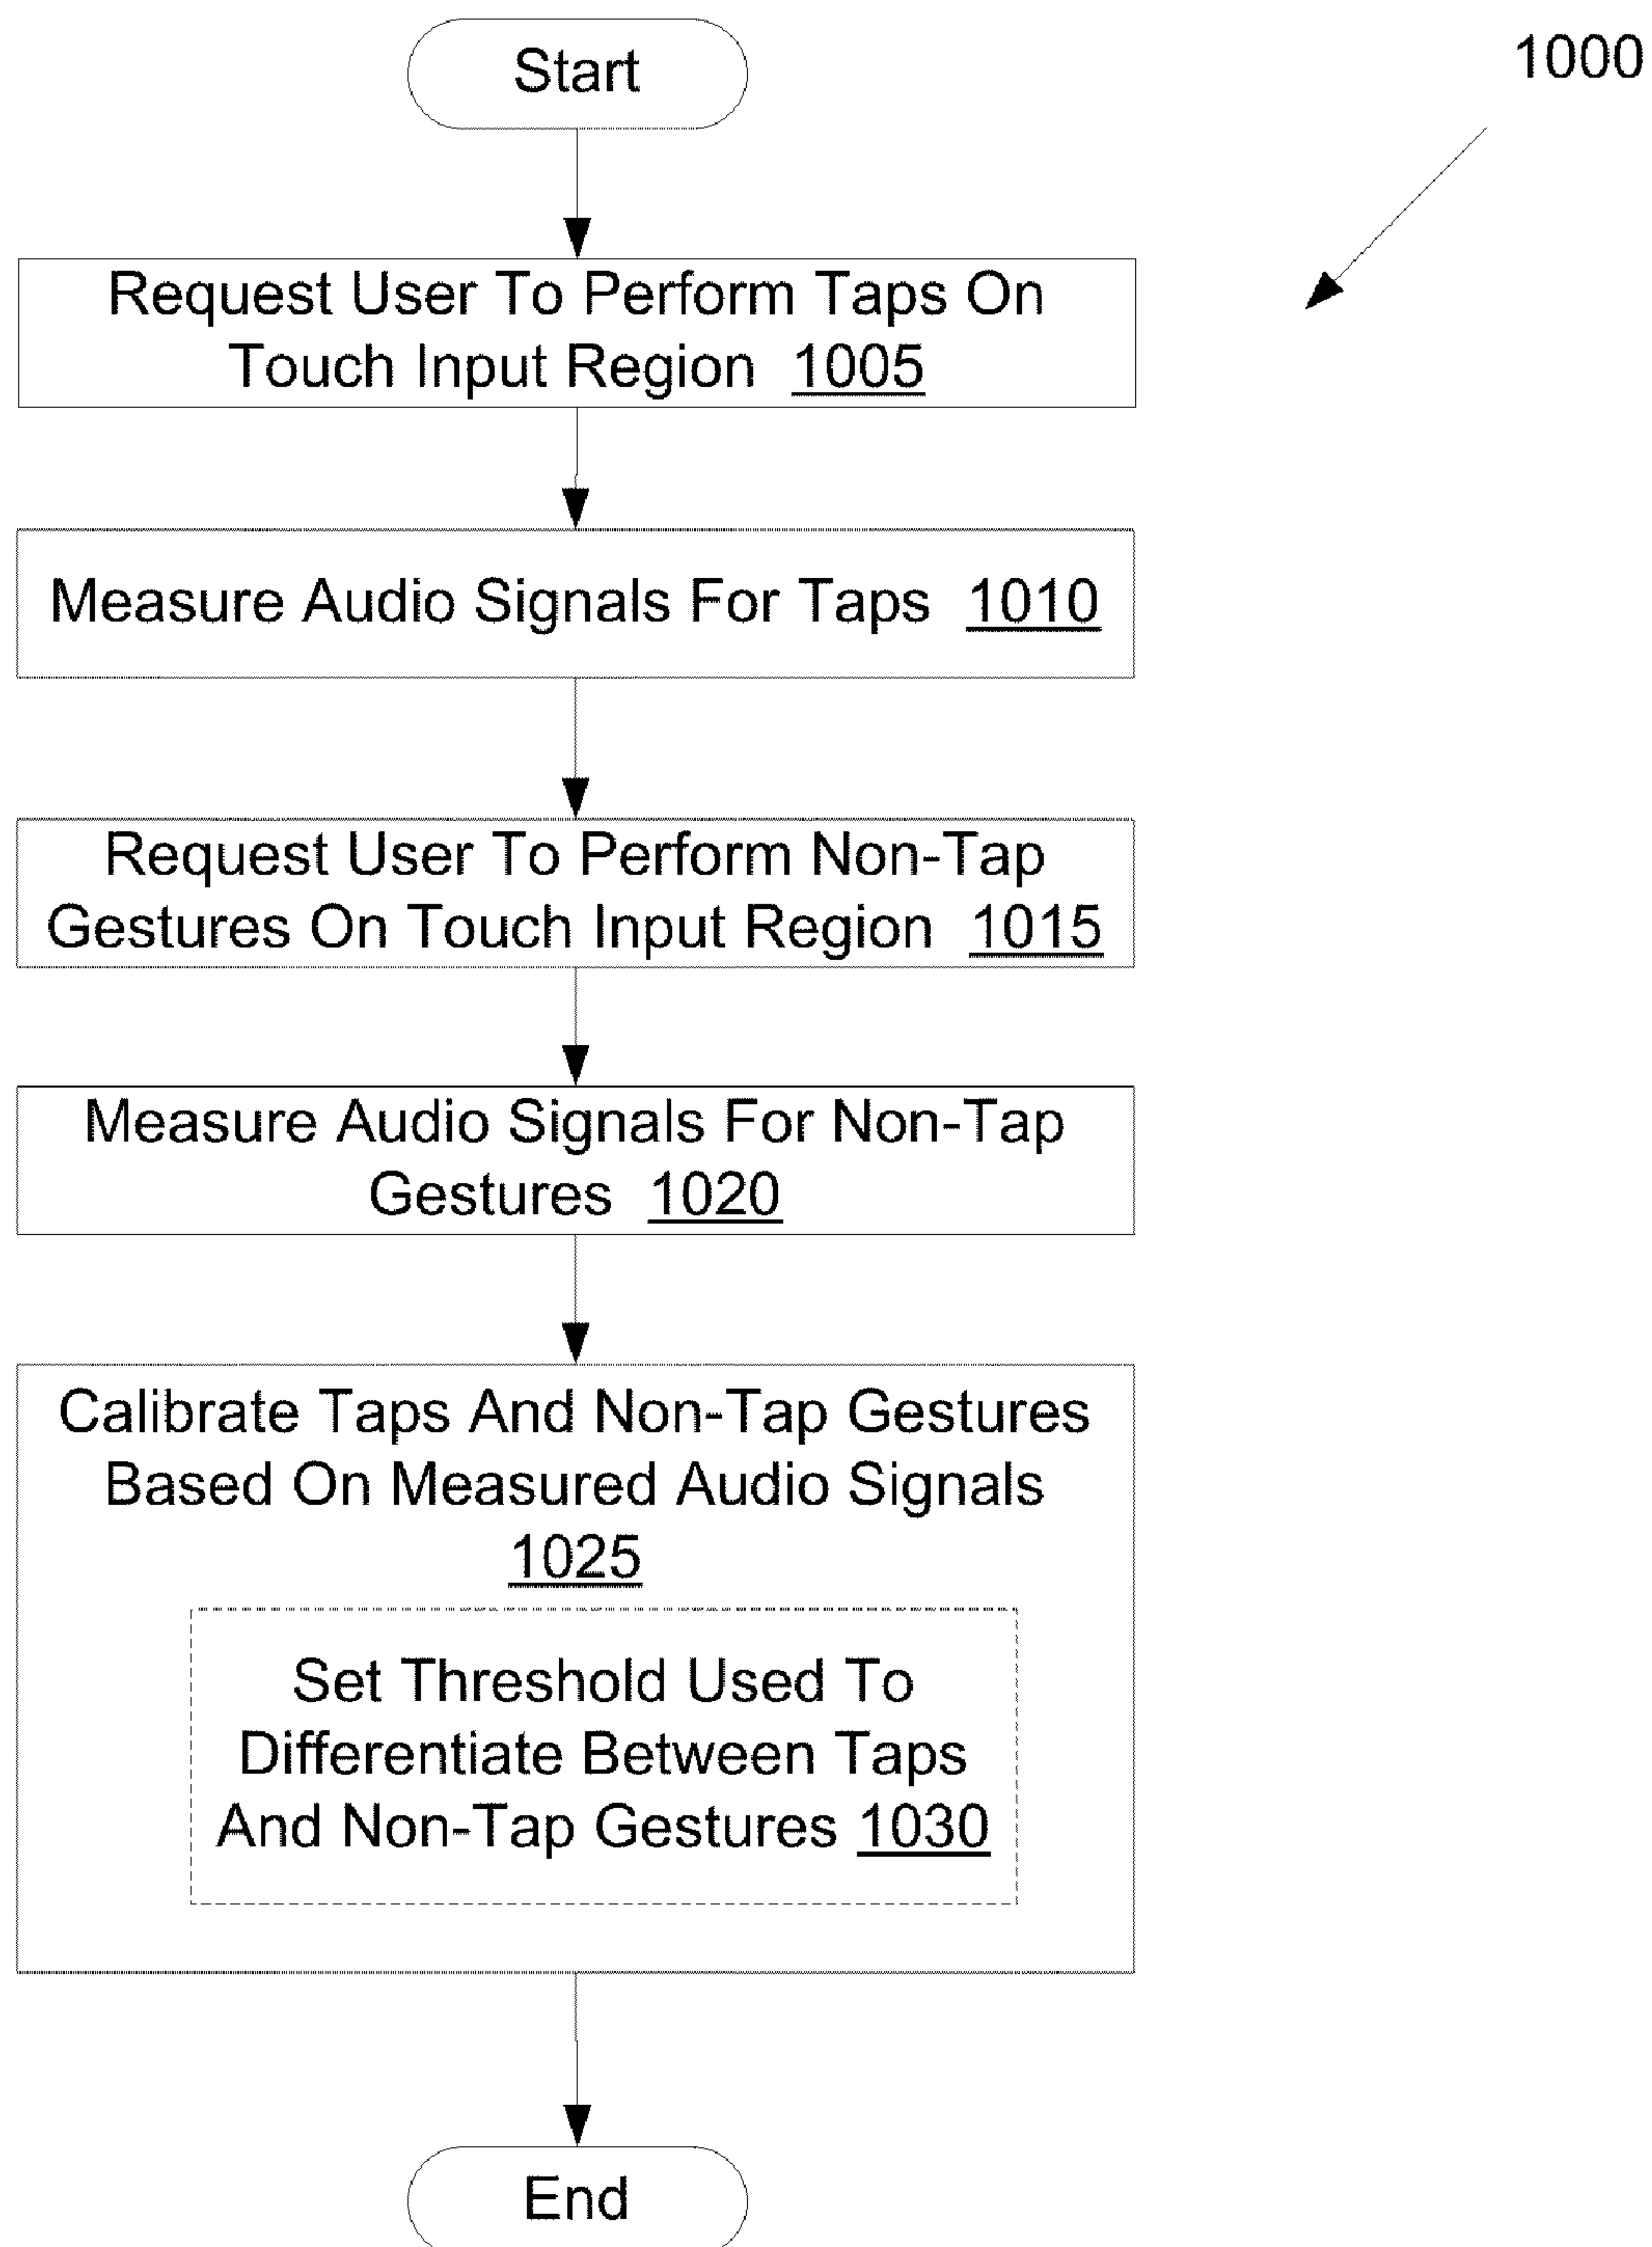 Start
1000
Request User To Perform Taps On
Touch Input Region 1005
Measure Audio Signals For Taps 1010
Request User To Perform Non-Tap
Gestures On Touch Input Region 1015
Measure Audio Signals For Non-Tap
Gestures 1020
Calibrate Taps And Non-Tap Gestures
Based On Measured Audio Signals
1025
Set Threshold Used To
Differentiate Between Taps
And Non-Tap Gestures 1030
End